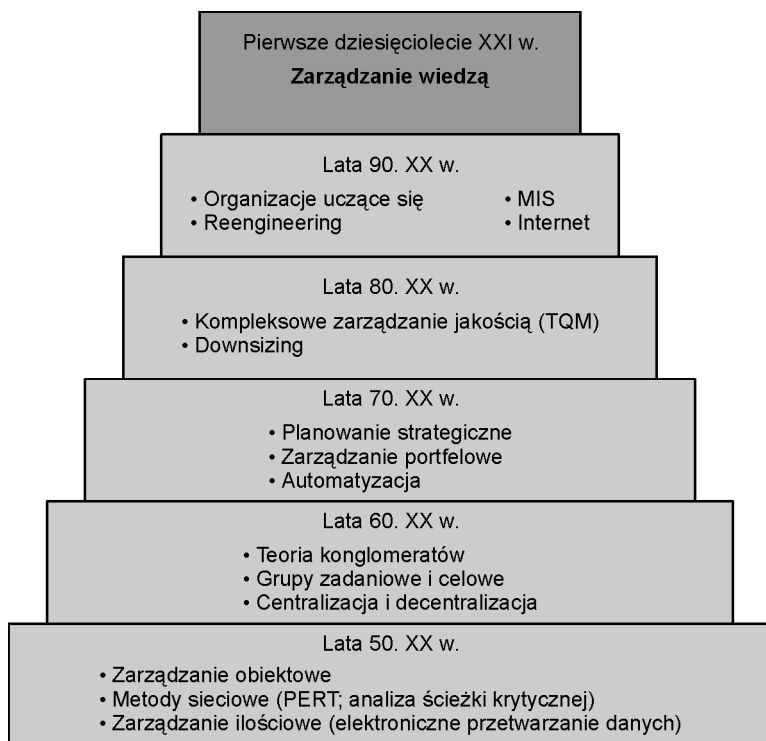 Pierwsze dziesięciolecie XXI w.
Zarządzanie wiedzą
Lata 90. XX w.
• Organizacje uczące się
• Reengineering
• MIS
• Internet
Lata 80. XX w.
• Kompleksowe zarządzanie jakością (TQM)
• Downsizing
Lata 70. XX w.
• Planowanie strategiczne
• Zarządzanie portfelowe
• Automatyzacja
Lata 60. XX w.
• Teoria konglomeratów
• Grupy zadaniowe i celowe
• Centralizacja i decentralizacja
Lata 50. XX w.
• Zarządzanie obiektowe
• Metody sieciowe (PERT; analiza ścieżki krytycznej)
• Zarządzanie ilościowe (elektroniczne przetwarzanie danych)